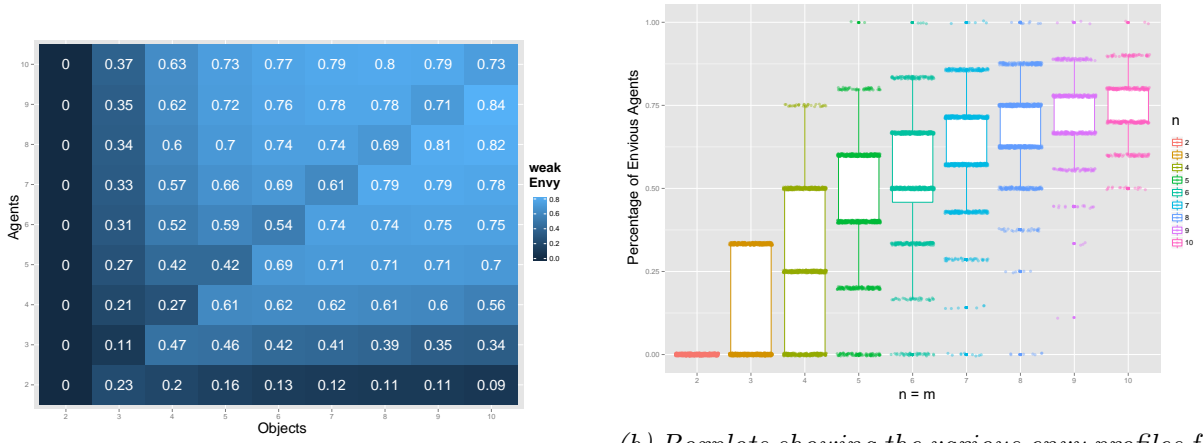 10
0 0.37 0.63 0.73 0.77 0.79 0.8 0.79 0.73
9
0 0.35 0.62 0.72 0.76 0.78 0.78 0.71 0.84
8
0 0.34 0.6 0.7 0.74 0.74 0.69 0.81 0.82
7
0 0.33 0.57 0.66 0.69 0.61 0.79 0.79 0.78
6
0 0.31 0.52 0.59 0.54 0.74 0.74 0.75 0.75
5
0 0.27 0.42 0.42 0.69 0.71 0.71 0.71 0.7
4
0 0.21 0.27 0.61 0.62 0.62 0.61 0.6 0.56
3
0 0.11 0.47 0.46 0.42 0.41 0.39 0.35 0.34
2
0 0.23 0.2 0.16 0.13 0.12 0.11 0.11 0.09
Agents
2 3 4 5 6 7 8 9 10
Objects
weak
Envy
0.8
0.6
0.4
0.2
0.0
Percentage of Envious Agents
1.00
0.75
0.50
0.25
0.00
2 3 4 5 6 7 8 9 10
n = m
n
2
3
4
5
6
7
8
9
10
(b) Boxplots showing the various envy profiles f